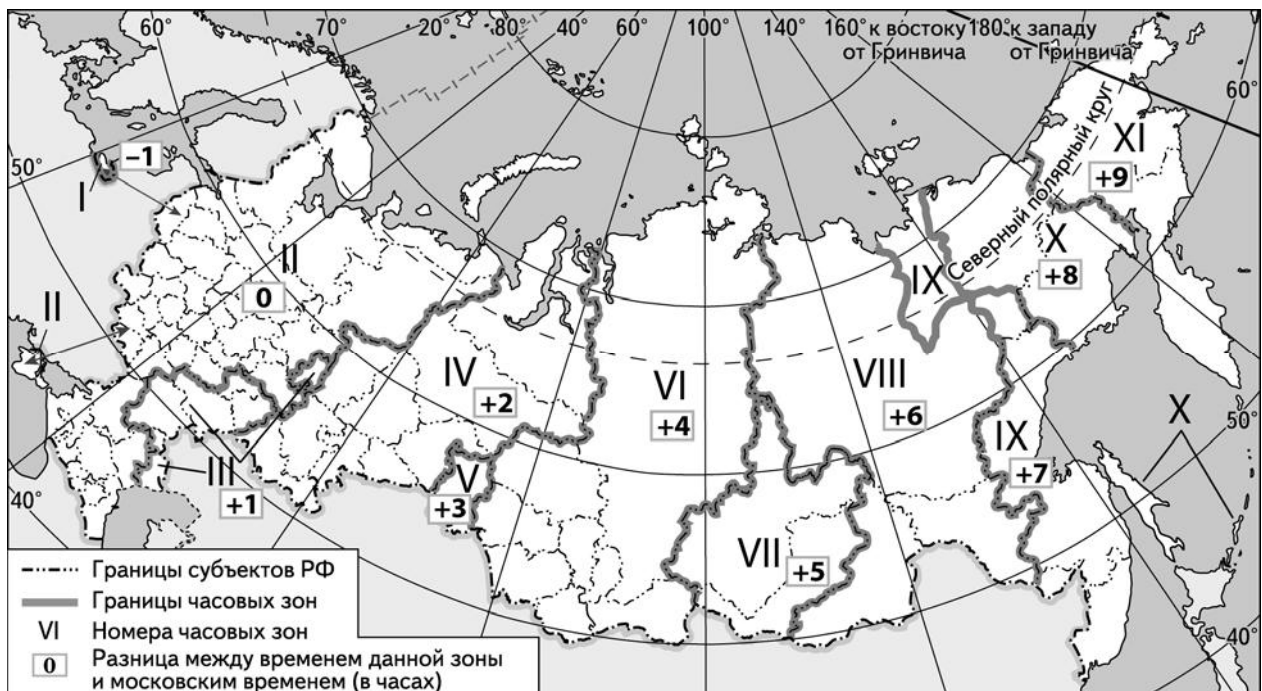 60° 70° 20° 40° 60° 100° 140° 160° к востоку 180° к западу
от Гринвича от Гринвича
60°
50°
I
–1
XI
+9
Северный полярный круг
X
+8
II
0
IX
II
IV
+2
VI
+4
VIII
+6
X
50°
IX
+7
40°
III
+1
V
+3
VII
+5
40°
Границы субъектов РФ
Границы часовых зон
VI Номера часовых зон
0 Разница между временем данной зоны
и московским временем (в часах)